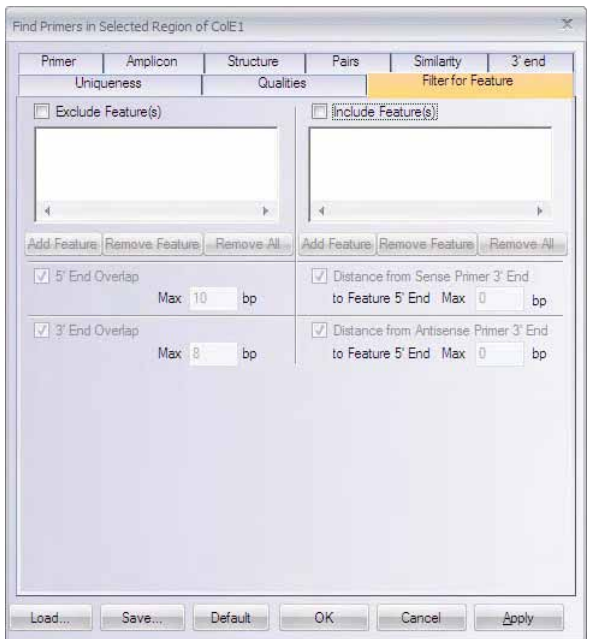 Find Primers in Selected Region of ColE1
Primer Amplicon Structure Pairs Similarity 3' end
Uniqueness Qualities Filter for Feature
Exclude Feature(s) Include Feature(s)
Add Feature Remove Feature Remove All Add Feature Remove Feature Remove All
5' End Overlap Distance from Sense Primer 3' End
Max 10 bp to Feature 5' End Max 0 bp
3' End Overlap Distance from Antisense Primer 3' End
Max 8 bp to Feature 5' End Max 0 bp
Load... Save... Default OK Cancel Apply